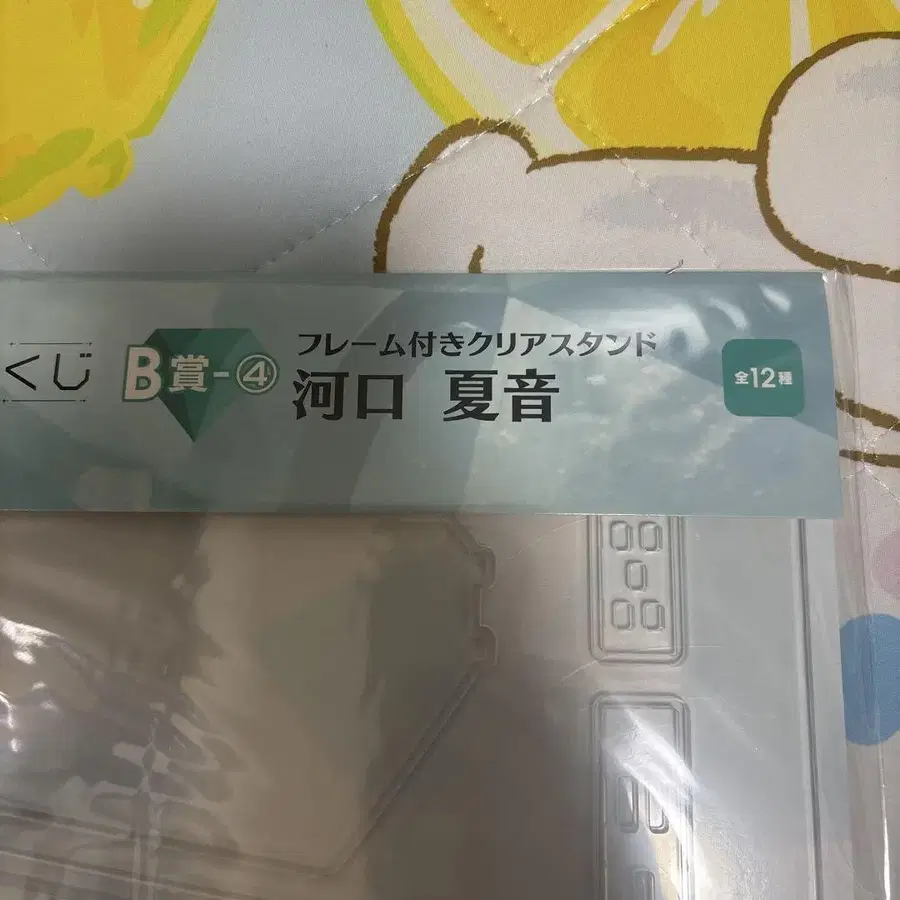 くじ
B賞-④
フレーム付きクリアスタンド
河口 夏音
全12種